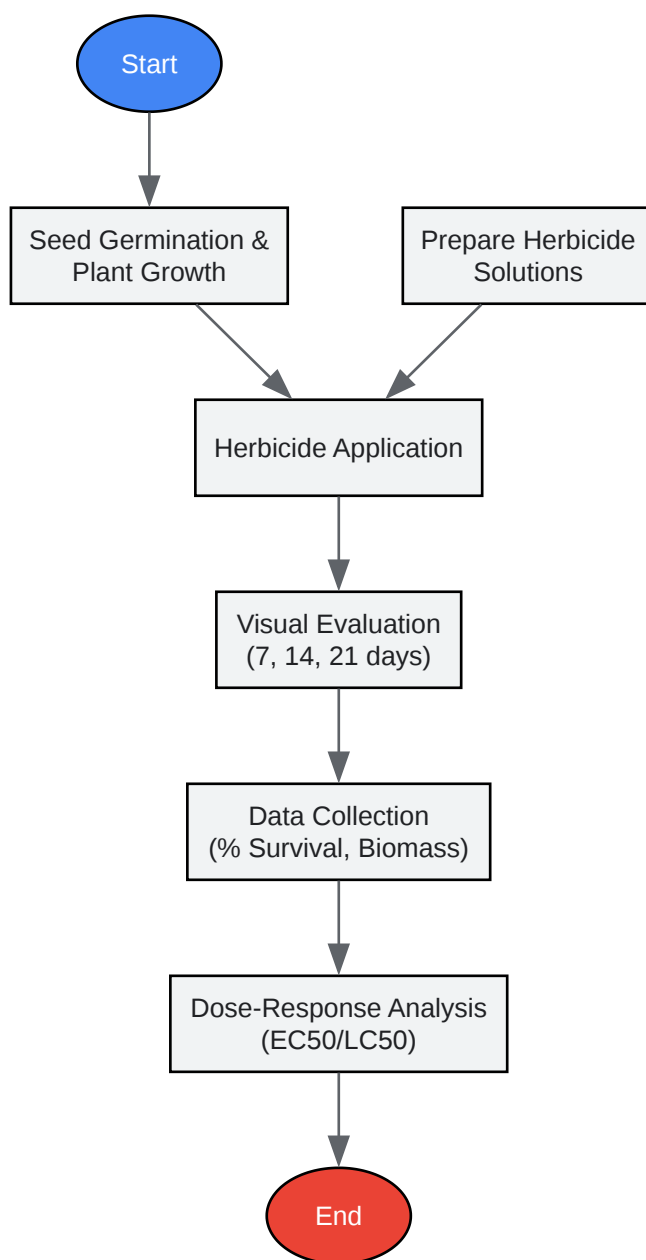 Start
Seed Germination &
Plant Growth
Prepare Herbicide
Solutions
Herbicide Application
Visual Evaluation
(7, 14, 21 days)
Data Collection
(% Survival, Biomass)
Dose-Response Analysis
(EC50/LC50)
End